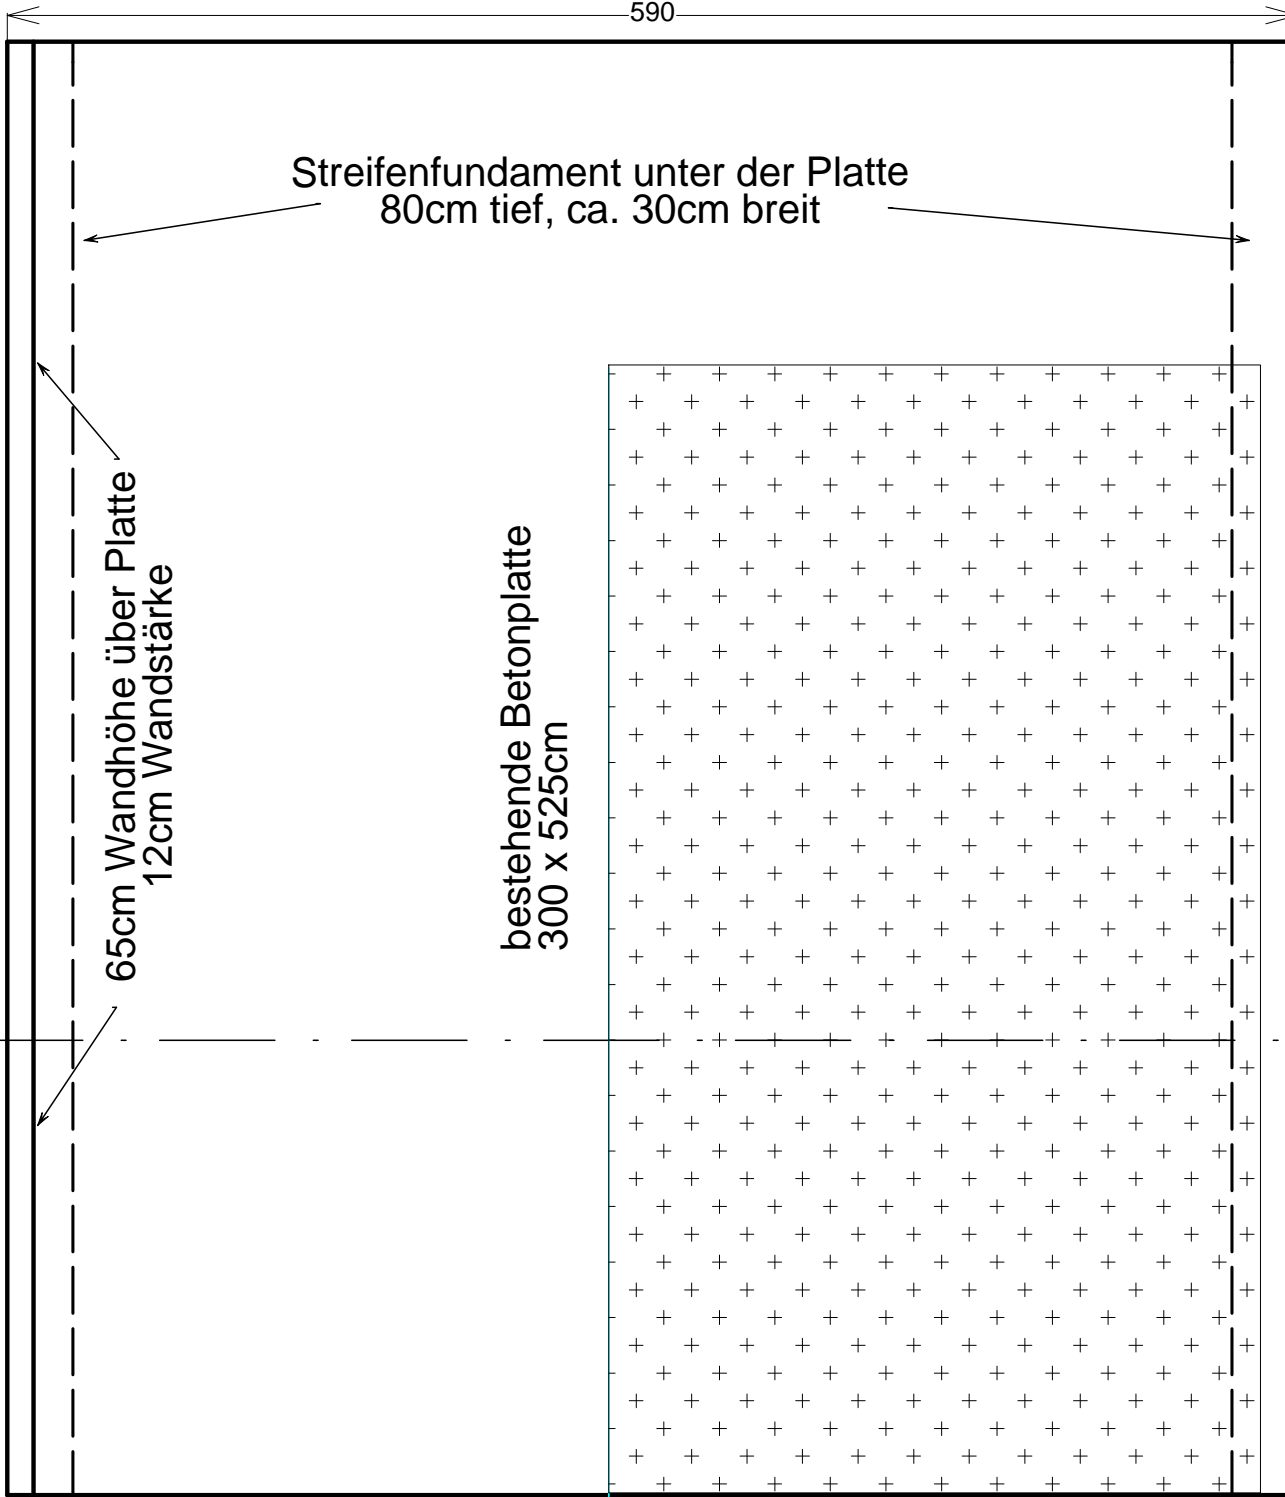 590
Streifenfundament unter der Platte
80cm tief, ca. 30cm breit
65cm Wandhöhe über Platte
12cm Wandstärke
bestehende Betonplatte
300 x 525cm